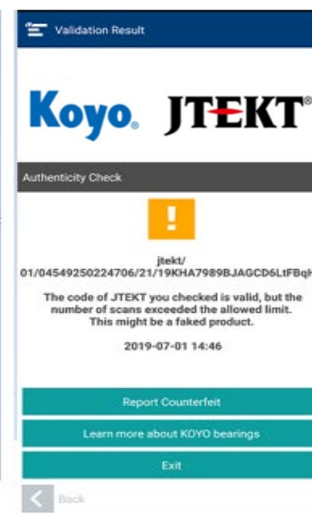 Validation Result
Koyo. JTEKT®
Authenticity Check
!
jtekt/
01/04549250224706/21/19KHA7989BJAGCD6LtFBqH
The code of JTEKT you checked is valid, but the
number of scans exceeded the allowed limit.
This might be a faked product.
2019-07-01 14:46
Report Counterfeit
Learn more about KOYO bearings
Exit
Back